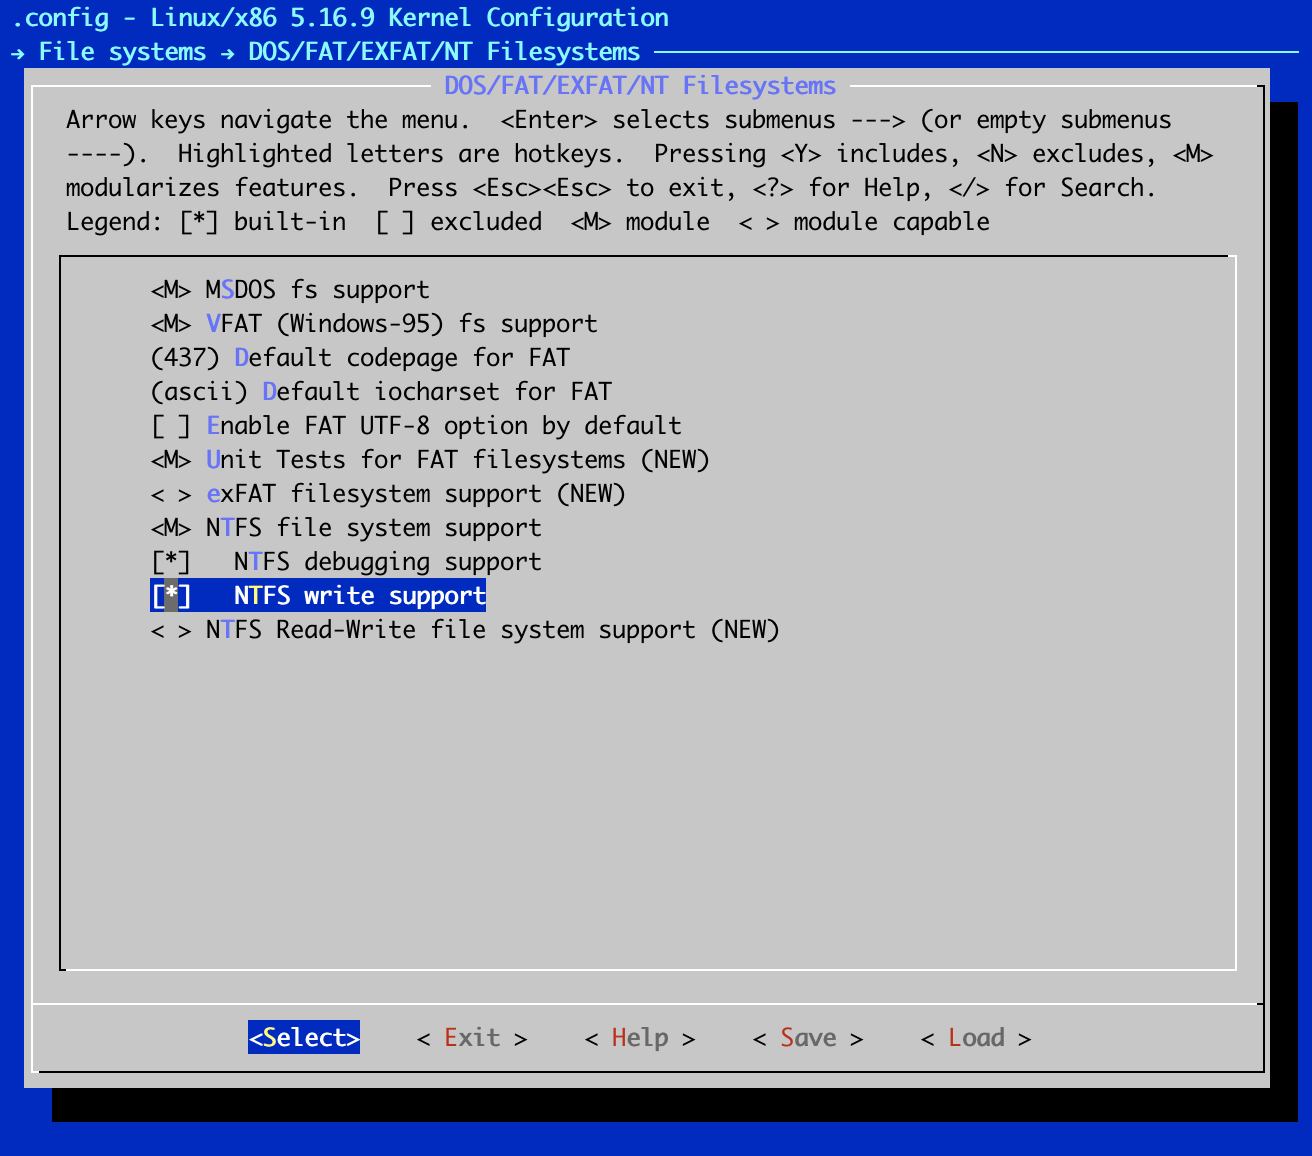 .config - Linux/x86 5.16.9 Kernel Configuration
→ File systems → DOS/FAT/EXFAT/NT Filesystems
DOS/FAT/EXFAT/NT Filesystems
Arrow keys navigate the menu.  <Enter> selects submenus ---> (or empty submenus
----).  Highlighted letters are hotkeys.  Pressing <Y> includes, <N> excludes, <M>
modularizes features.  Press <Esc><Esc> to exit, <?> for Help, </> for Search.
Legend: [*] built-in  [ ] excluded  <M> module  < > module capable
<M> MSDOS fs support
<M> VFAT (Windows-95) fs support
(437) Default codepage for FAT
(ascii) Default iocharset for FAT
[ ] Enable FAT UTF-8 option by default
<M> Unit Tests for FAT filesystems (NEW)
< > exFAT filesystem support (NEW)
<M> NTFS file system support
[*]   NTFS debugging support
[*]   NTFS write support
< > NTFS Read-Write file system support (NEW)
<Select>    < Exit >    < Help >    < Save >    < Load >